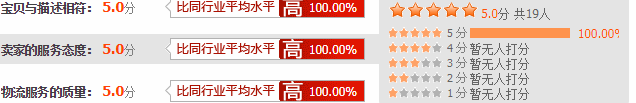 宝贝与描述相符： 5.0分 比同行业平均水平 高 100.00%
卖家的服务态度： 5.0分 比同行业平均水平 高 100.00%
物流服务的质量： 5.0分 比同行业平均水平 高 100.00%
5.0分 共19人
5分 100.00%
4分 暂无人打分
3分 暂无人打分
2分 暂无人打分
1分 暂无人打分